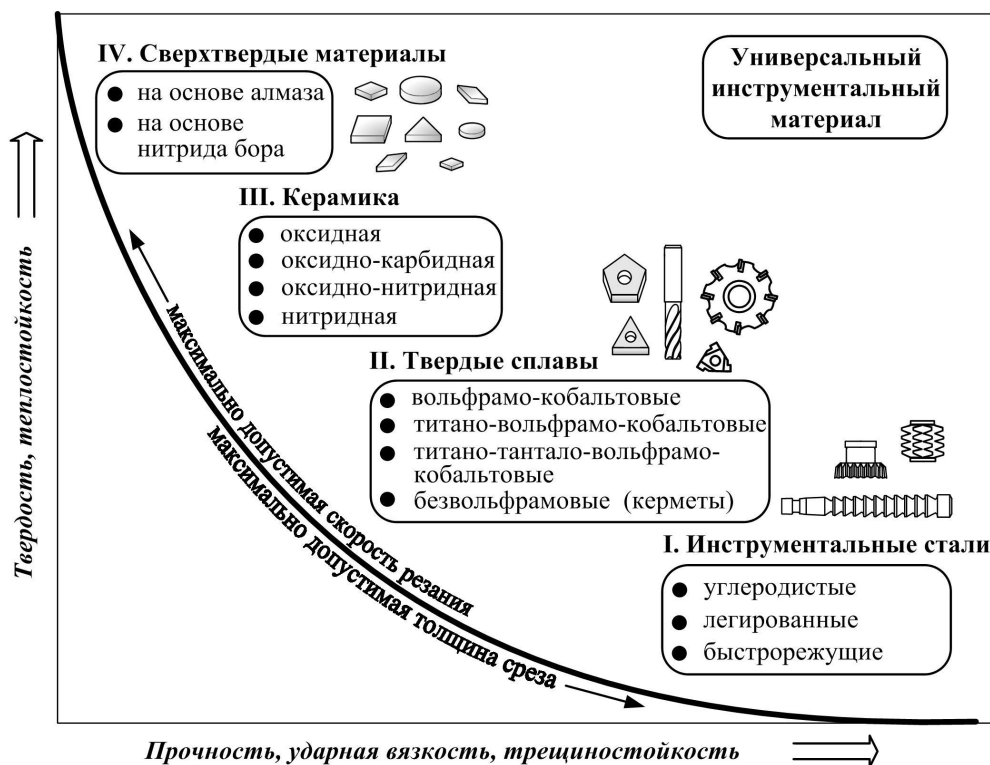 IV. Сверхтвердые материалы
на основе алмаза
на основе
нитрида бора
Универсальный
инструментальный
материал
III. Керамика
оксидная
оксидно-карбидная
оксидно-нитридная
нитридная
II. Твердые сплавы
вольфрамо-кобальтовые
титано-вольфрамо-кобальтовые
титано-тантало-вольфрамо-
кобальтовые
безвольфрамовые (керметы)
I. Инструментальные стали
углеродистые
легированные
быстрорежущие
максимально допустимая скорость резания
максимально допустимая толщина среза
Твердость, теплостойкость
Прочность, ударная вязкость, трещиностойкость